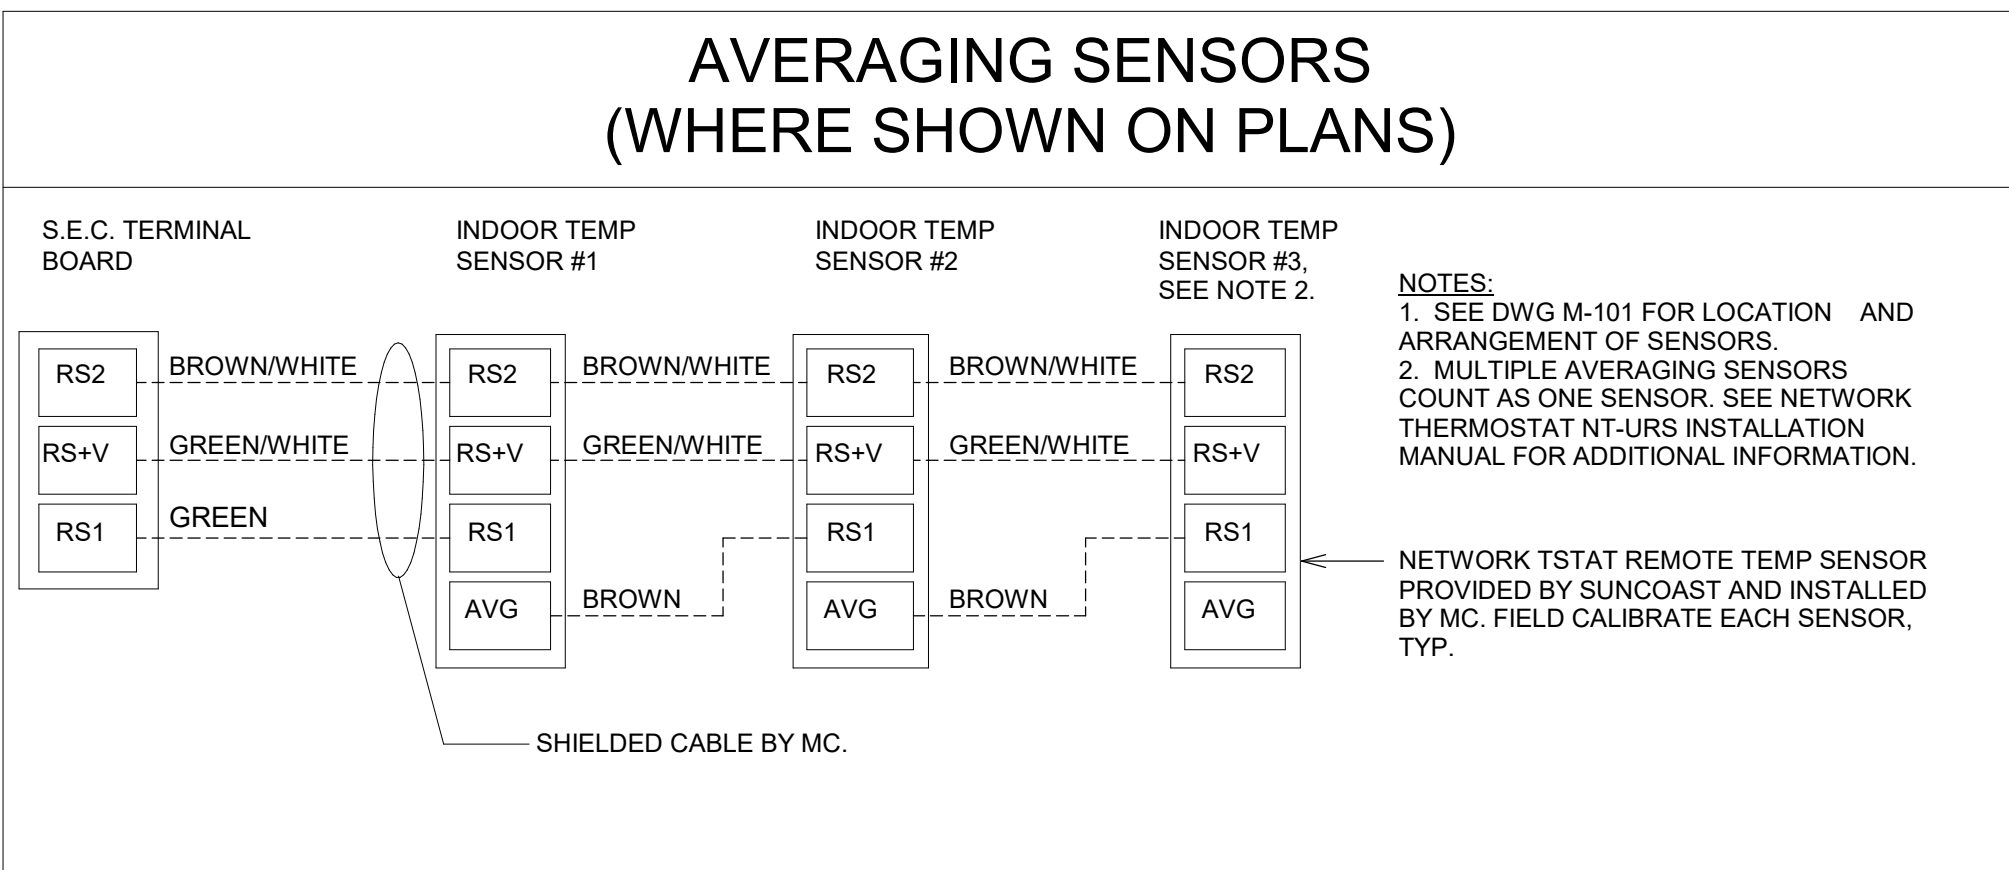 AVERAGING SENSORS
(WHERE SHOWN ON PLANS)
S.E.C. TERMINAL
BOARD
INDOOR TEMP
SENSOR #1
INDOOR TEMP
SENSOR #2
INDOOR TEMP
SENSOR #3,
SEE NOTE 2.
RS2
BROWN/WHITE
RS2
BROWN/WHITE
RS2
BROWN/WHITE
RS2
RS+V
GREEN/WHITE
RS+V
GREEN/WHITE
RS+V
GREEN/WHITE
RS+V
RS1
GREEN
RS1
RS1
RS1
AVG
BROWN
AVG
BROWN
AVG
SHIELDED CABLE BY MC.
NOTES:
1. SEE DWG M-101 FOR LOCATION AND
ARRANGEMENT OF SENSORS.
2. MULTIPLE AVERAGING SENSORS
COUNT AS ONE SENSOR. SEE NETWORK
THERMOSTAT NT-URS INSTALLATION
MANUAL FOR ADDITIONAL INFORMATION.
NETWORK TSTAT REMOTE TEMP SENSOR
PROVIDED BY SUNCOAST AND INSTALLED
BY MC. FIELD CALIBRATE EACH SENSOR,
TYP.